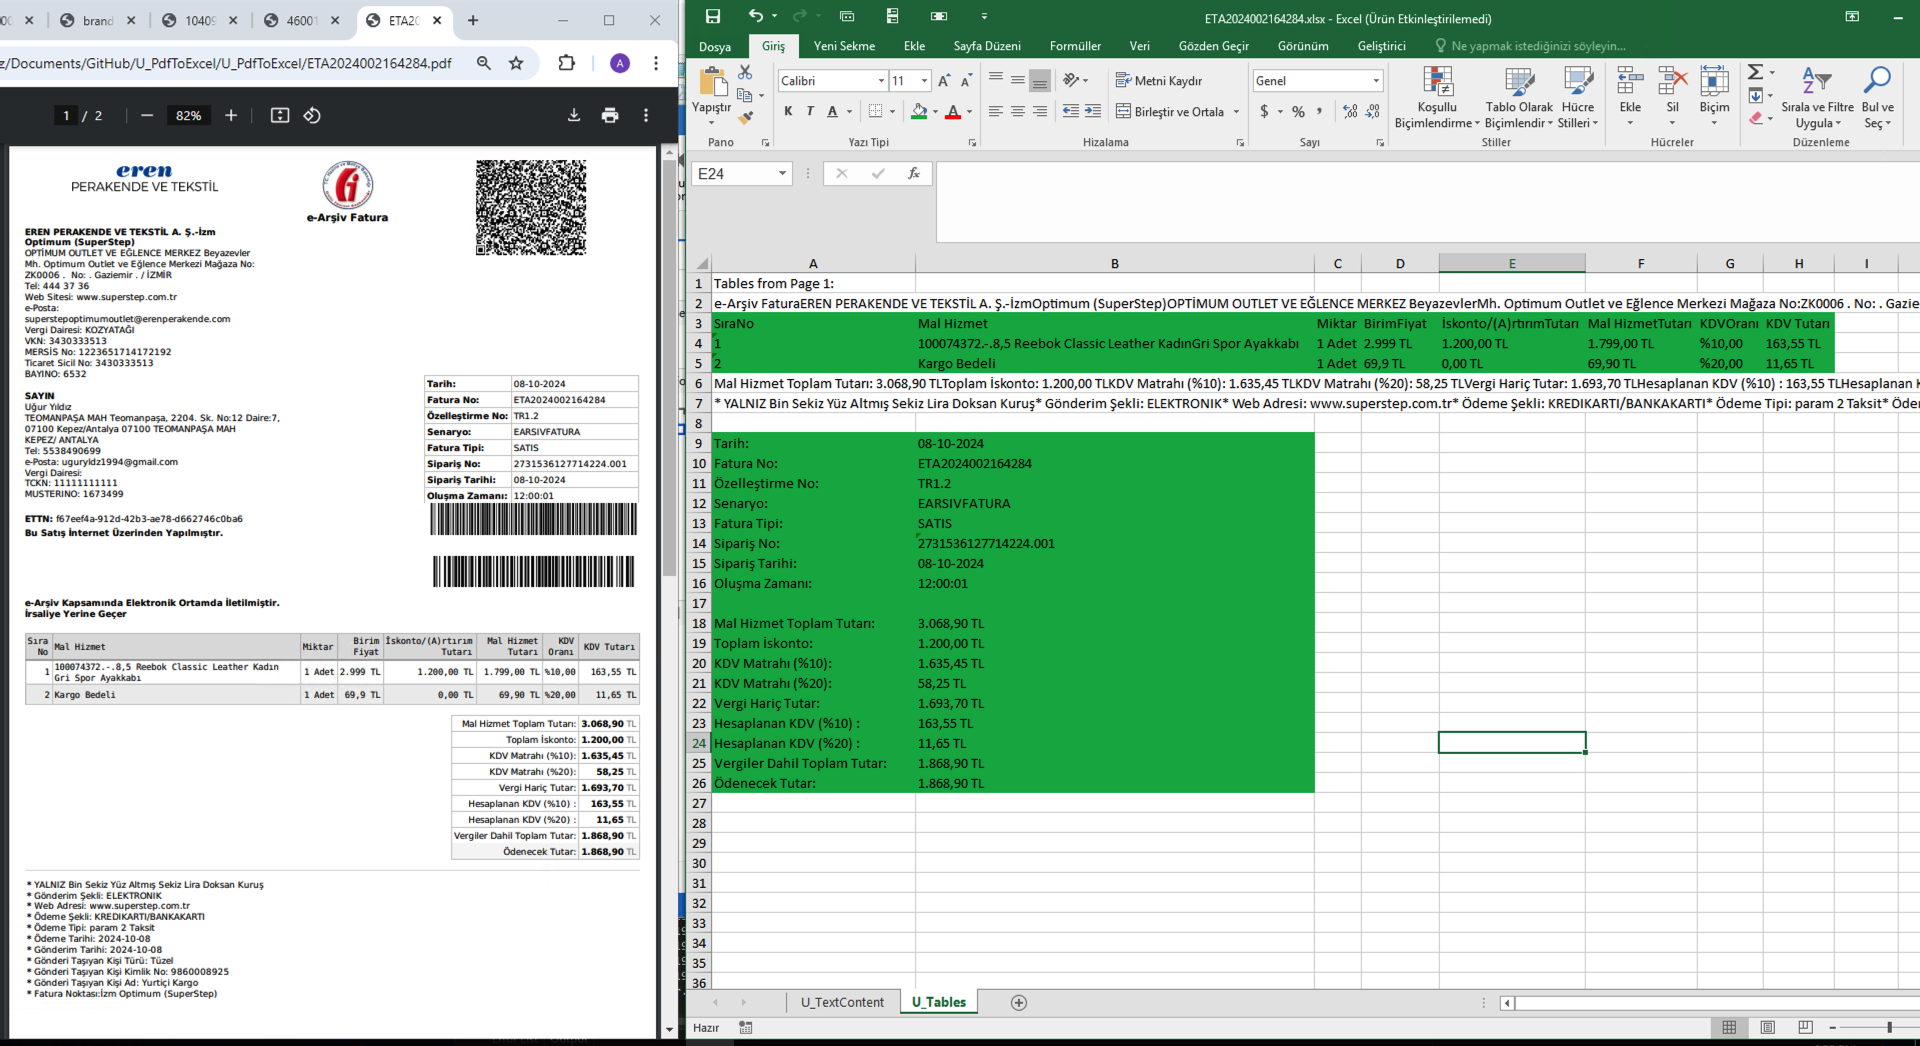 brand
10409
46001
ETA20
z/Documents/GitHub/U_PdfToExcel/U_PdfToExcel/ETA2024002164284.pdf
A
1 / 2
82%
eren
PERAKENDE VE TEKSTİL
e-Arşiv Fatura
EREN PERAKENDE VE TEKSTİL A. Ş.-İzm
Optimum (SuperStep)
OPTİMUM OUTLET VE EĞLENCE MERKEZ Beyazevler
Mh. Optimum Outlet ve Eğlence Merkezi Mağaza No:
ZK0006 . No: . Gaziemir . / İZMİR
Tel: 444 37 36
Web Sitesi: www.superstep.com.tr
e-Posta:
superstepoptimumoutlet@erenperakende.com
Vergi Dairesi: KOZYATAĞI
VKN: 3430333513
MERSİS No: 1223651714172192
Ticaret Sicil No: 3430333513
BAYINO: 6532
SAYIN
Uğur Yıldız
TEOMANPAŞA MAH Teomanpaşa, 2204. Sk. No:12 Daire:7,
07100 Kepez/Antalya 07100 TEOMANPAŞA MAH
KEPEZ/ ANTALYA
Tel: 5538490699
e-Posta: uguryldz1994@gmail.com
Vergi Dairesi:
TCKN: 11111111111
MUSTERINO: 1673499
Tarih: 08-10-2024
Fatura No: ETA2024002164284
Özelleştirme No: TR1.2
Senaryo: EARSIVFATURA
Fatura Tipi: SATIS
Sipariş No: 2731536127714224.001
Sipariş Tarihi: 08-10-2024
Oluşma Zamanı: 12:00:01
ETTN: f67eef4a-912d-42b3-ae78-d662746c0ba6
Bu Satış İnternet Üzerinden Yapılmıştır.
e-Arşiv Kapsamında Elektronik Ortamda İletilmiştir.
İrsaliye Yerine Geçer
Sıra No Mal Hizmet Miktar Birim Fiyat İskonto/(A)rtırım Tutarı Mal Hizmet Tutarı KDV Oranı KDV Tutarı
1 100074372.-.8,5 Reebok Classic Leather Kadın Gri Spor Ayakkabı 1 Adet 2.999 TL 1.200,00 TL 1.799,00 TL %10,00 163,55 TL
2 Kargo Bedeli 1 Adet 69,9 TL 0,00 TL 69,90 TL %20,00 11,65 TL
Mal Hizmet Toplam Tutarı: 3.068,90 TL
Toplam İskonto: 1.200,00 TL
KDV Matrahı (%10): 1.635,45 TL
KDV Matrahı (%20): 58,25 TL
Vergi Hariç Tutar: 1.693,70 TL
Hesaplanan KDV (%10) : 163,55 TL
Hesaplanan KDV (%20) : 11,65 TL
Vergiler Dahil Toplam Tutar: 1.868,90 TL
Ödenecek Tutar: 1.868,90 TL
* YALNIZ Bin Sekiz Yüz Altmış Sekiz Lira Doksan Kuruş
* Gönderim Şekli: ELEKTRONIK
* Web Adresi: www.superstep.com.tr
* Ödeme Şekli: KREDIKARTI/BANKAKARTI
* Ödeme Tipi: param 2 Taksit
* Ödeme Tarihi: 2024-10-08
* Gönderim Tarihi: 2024-10-08
* Gönderi Taşıyan Kişi Türü: Tüzel
* Gönderi Taşıyan Kişi Kimlik No: 9860008925
* Gönderi Taşıyan Kişi Ad: Yurtiçi Kargo
* Fatura Noktası:İzm Optimum (SuperStep)
ETA2024002164284.xlsx - Excel (Ürün Etkinleştirilemedi)
Dosya Giriş Yeni Sekme Ekle Sayfa Düzeni Formüller Veri Gözden Geçir Görünüm Geliştirici Ne yapmak istediğinizi söyleyin...
Yapıştır
Calibri 11
K T A
Metni Kaydır
Birleştir ve Ortala
Genel
$ %
Koşullu Biçimlendirme
Tablo Olarak Biçimlendir
Hücre Stilleri
Ekle
Sil
Biçim
Sırala ve Filtre Uygula
Bul ve Seç
Pano Yazı Tipi Hizalama Sayı Stiller Hücreler Düzenleme
E24 fx
A B C D E F G H I
1 Tables from Page 1:
2 e-Arşiv FaturaEREN PERAKENDE VE TEKSTİL A. Ş.-İzmOptimum (SuperStep)OPTİMUM OUTLET VE EĞLENCE MERKEZ BeyazevlerMh. Optimum Outlet ve Eğlence Merkezi Mağaza No:ZK0006 . No: . Gazie
3 SıraNo Mal Hizmet Miktar BirimFiyat İskonto/(A)rtırımTutarı Mal HizmetTutarı KDVOranı KDV Tutarı
4 1 100074372.-.8,5 Reebok Classic Leather KadınGri Spor Ayakkabı 1 Adet 2.999 TL 1.200,00 TL 1.799,00 TL %10,00 163,55 TL
5 2 Kargo Bedeli 1 Adet 69,9 TL 0,00 TL 69,90 TL %20,00 11,65 TL
6 Mal Hizmet Toplam Tutarı: 3.068,90 TLToplam İskonto: 1.200,00 TLKDV Matrahı (%10): 1.635,45 TLKDV Matrahı (%20): 58,25 TLVergi Hariç Tutar: 1.693,70 TLHesaplanan KDV (%10) : 163,55 TLHesaplanan K
7 * YALNIZ Bin Sekiz Yüz Altmış Sekiz Lira Doksan Kuruş* Gönderim Şekli: ELEKTRONIK* Web Adresi: www.superstep.com.tr* Ödeme Şekli: KREDIKARTI/BANKAKARTI* Ödeme Tipi: param 2 Taksit* Öden
8
9 Tarih: 08-10-2024
10 Fatura No: ETA2024002164284
11 Özelleştirme No: TR1.2
12 Senaryo: EARSIVFATURA
13 Fatura Tipi: SATIS
14 Sipariş No: 2731536127714224.001
15 Sipariş Tarihi: 08-10-2024
16 Oluşma Zamanı: 12:00:01
17
18 Mal Hizmet Toplam Tutarı: 3.068,90 TL
19 Toplam İskonto: 1.200,00 TL
20 KDV Matrahı (%10): 1.635,45 TL
21 KDV Matrahı (%20): 58,25 TL
22 Vergi Hariç Tutar: 1.693,70 TL
23 Hesaplanan KDV (%10) : 163,55 TL
24 Hesaplanan KDV (%20) : 11,65 TL
25 Vergiler Dahil Toplam Tutar: 1.868,90 TL
26 Ödenecek Tutar: 1.868,90 TL
27
28
29
30
31
32
33
34
35
36
U_TextContent U_Tables
Hazır